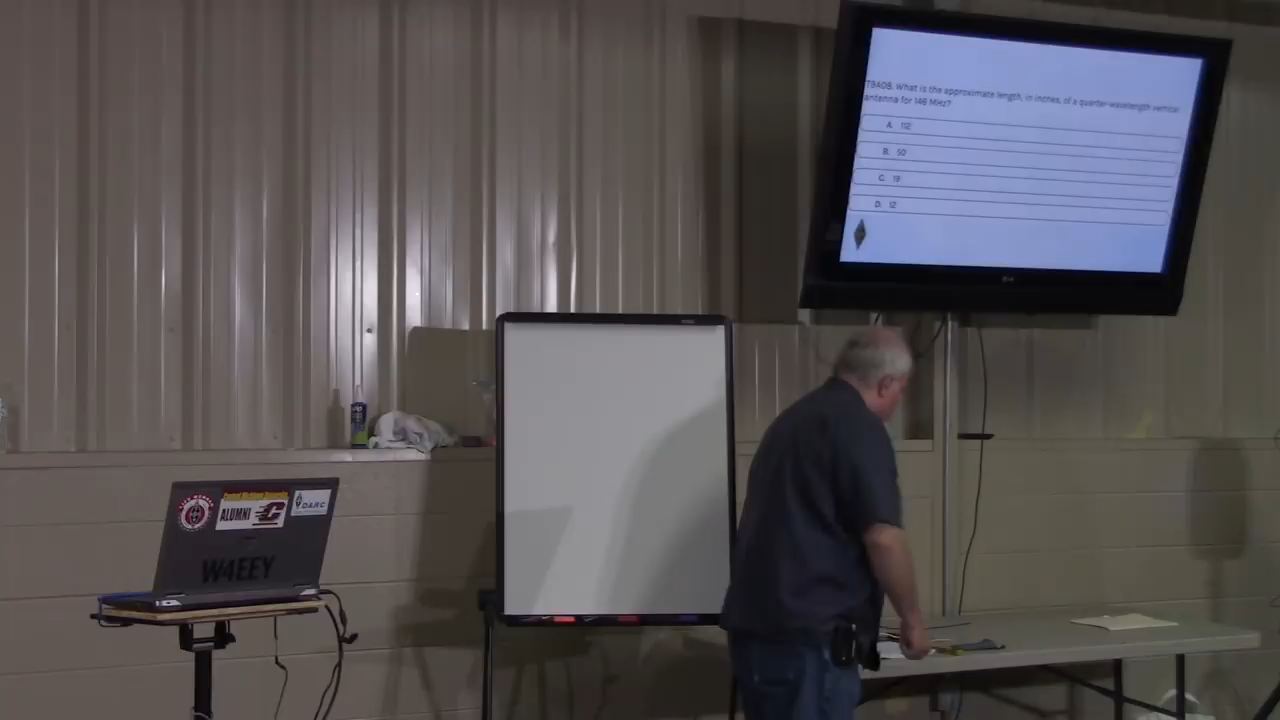 T9A08. What is the approximate length, in inches, of a quarter-wavelength vertical
antenna for 146 MHz?
A. 112
B. 50
C. 19
D. 12
LG
ALUMNI
C
DARC
W4EEY